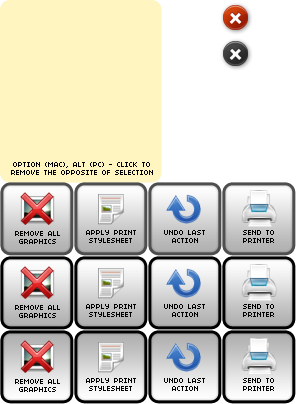 OPTION (MAC), ALT (PC) - CLICK TO
REMOVE THE OPPOSITE OF SELECTION
REMOVE ALL
GRAPHICS
APPLY PRINT
STYLESHEET
UNDO LAST
ACTION
SEND TO
PRINTER
REMOVE ALL
GRAPHICS
APPLY PRINT
STYLESHEET
UNDO LAST
ACTION
SEND TO
PRINTER
REMOVE ALL
GRAPHICS
APPLY PRINT
STYLESHEET
UNDO LAST
ACTION
SEND TO
PRINTER